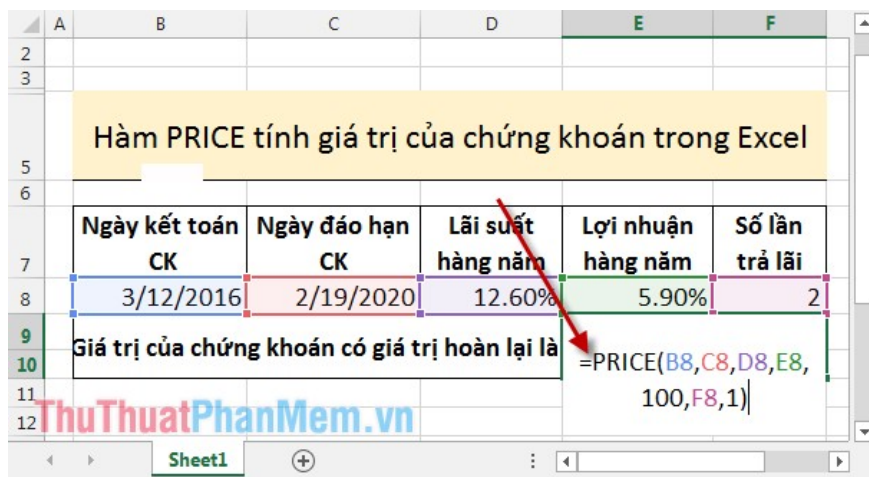 A B C D E F
2
3
Hàm PRICE tính giá trị của chứng khoán trong Excel
5
6
Ngày kết toán CK Ngày đáo hạn CK Lãi suất hàng năm Lợi nhuận hàng năm Số lần trả lãi
7
8 3/12/2016 2/19/2020 12.60% 5.90% 2
9
Giá trị của chứng khoán có giá trị hoàn lại là
10
=PRICE(B8,C8,D8,E8,
100,F8,1)
11
12
ThuThuatPhanMem.vn
Sheet1